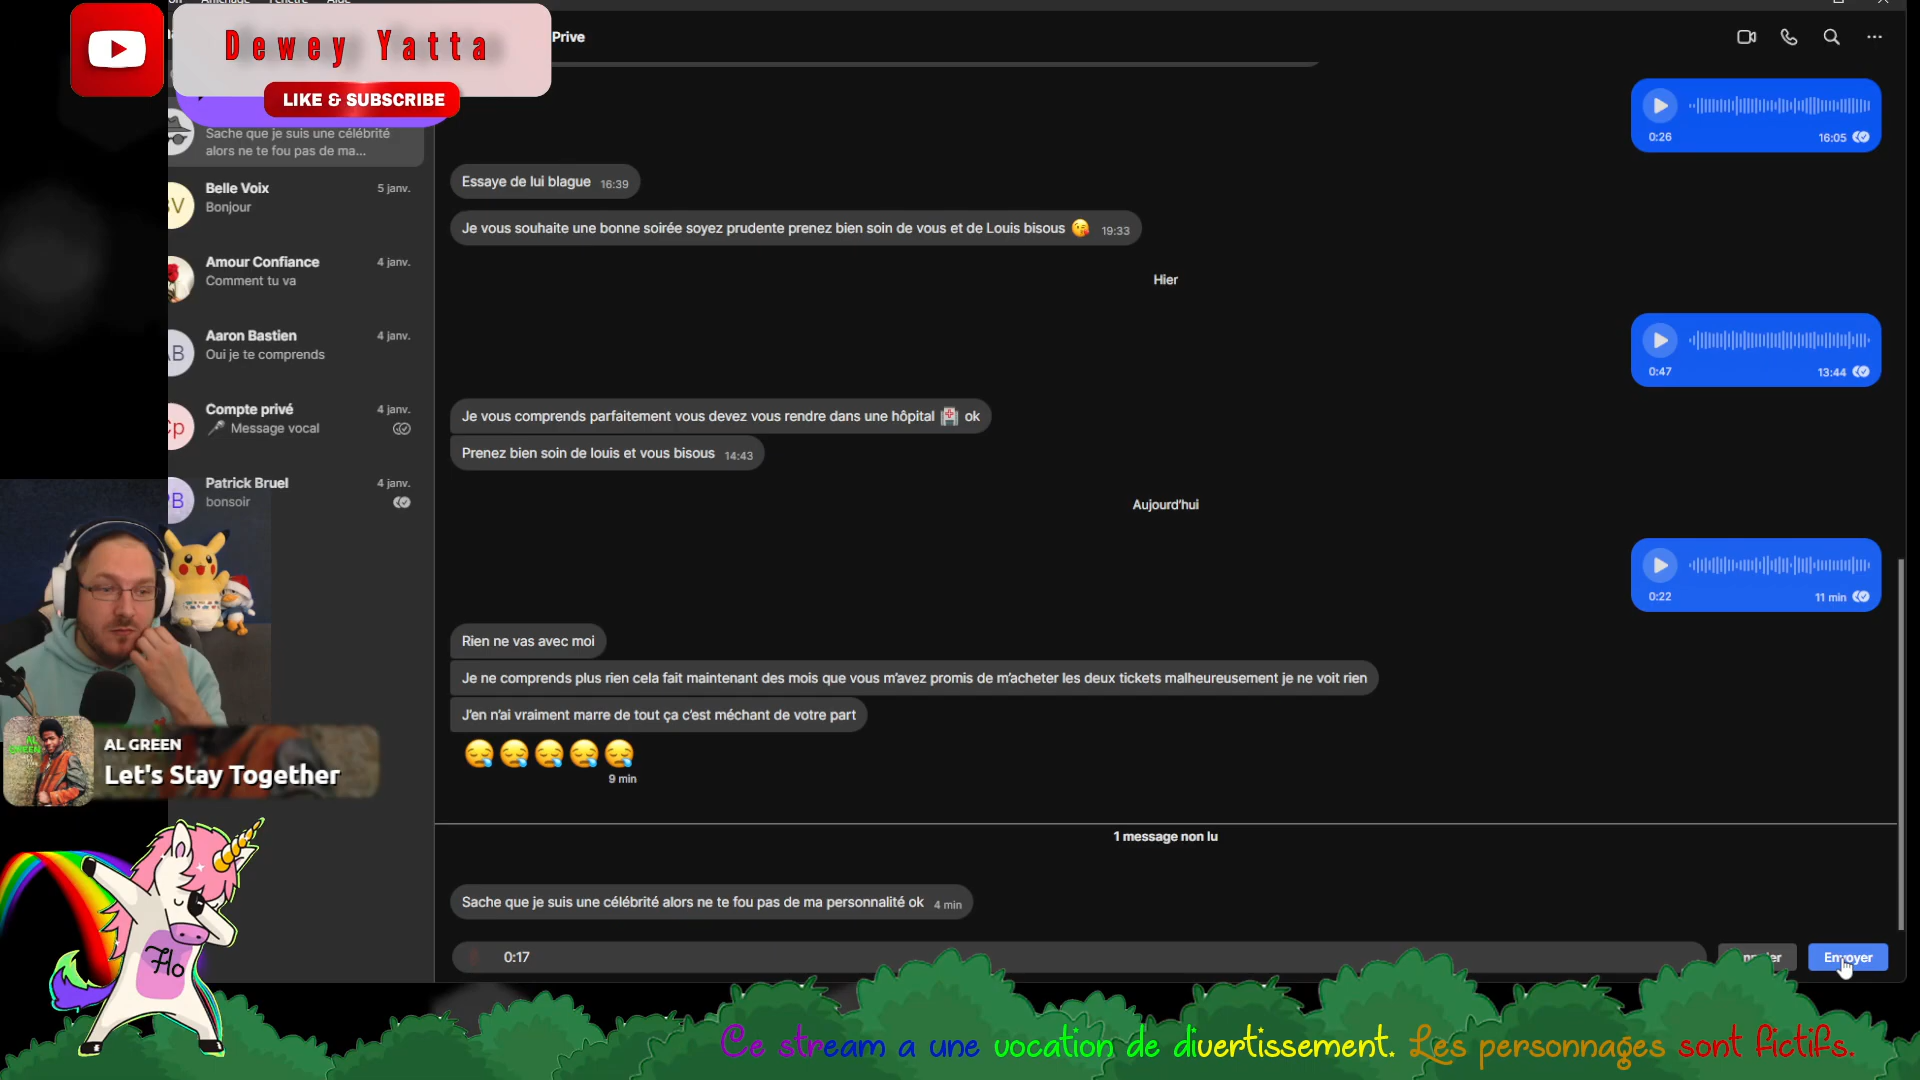 Affichage Fenêtre Aide
Dewey Yatta
LIKE & SUBSCRIBE
Prive
Sache que je suis une célébrité
alors ne te fou pas de ma...
Belle Voix 5 janv.
Bonjour
Amour Confiance 4 janv.
Comment tu va
Aaron Bastien 4 janv.
Oui je te comprends
Compte privé 4 janv.
Message vocal
Patrick Bruel 4 janv.
bonsoir
BV
AB
Cp
PB
0:26 16:05
Essaye de lui blague 16:39
Je vous souhaite une bonne soirée soyez prudente prenez bien soin de vous et de Louis bisous 😘 19:33
Hier
0:47 13:44
Je vous comprends parfaitement vous devez vous rendre dans une hôpital 🏥 ok
Prenez bien soin de louis et vous bisous 14:43
Aujourd'hui
0:22 11 min
Rien ne vas avec moi
Je ne comprends plus rien cela fait maintenant des mois que vous m'avez promis de m'acheter les deux tickets malheureusement je ne voit rien
J'en n'ai vraiment marre de tout ça c'est méchant de votre part
😪😪😪😪😪
9 min
1 message non lu
Sache que je suis une célébrité alors ne te fou pas de ma personnalité ok 4 min
0:17
Envoyer
AL GREEN
Let's Stay Together
Flo
Ce stream a une vocation de divertissement. Les personnages sont fictifs.